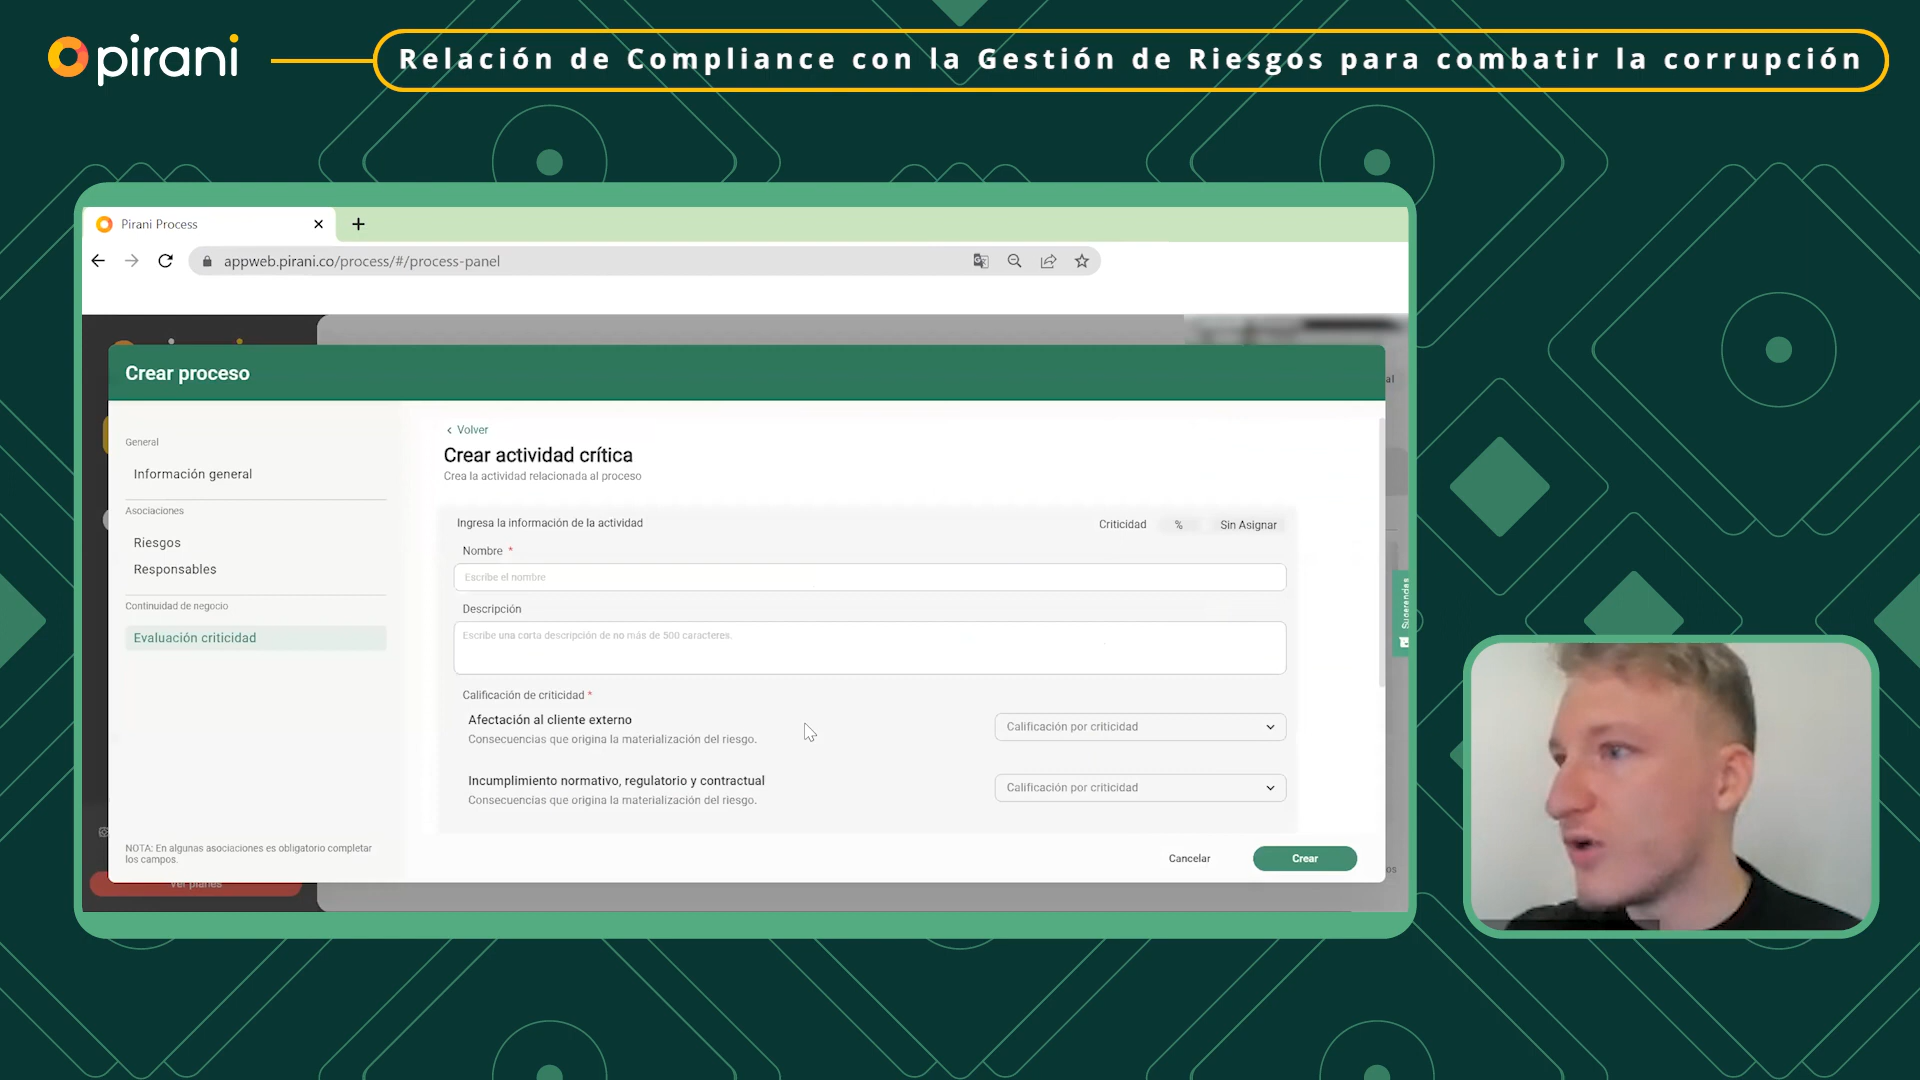 pirani
Relación de Compliance con la Gestión de Riesgos para combatir la corrupción
Pirani Process
appweb.pirani.co/process/#/process-panel
Crear proceso
al
General
Información general
Asociaciones
Riesgos
Responsables
Continuidad de negocio
Evaluación criticidad
NOTA: En algunas asociaciones es obligatorio completar
los campos.
Ver planes
Volver
Crear actividad crítica
Crea la actividad relacionada al proceso
Ingresa la información de la actividad
Criticidad % Sin Asignar
Nombre *
Escribe el nombre
Descripción
Escribe una corta descripción de no más de 500 caracteres.
Calificación de criticidad *
Afectación al cliente externo
Consecuencias que origina la materialización del riesgo.
Calificación por criticidad
Incumplimiento normativo, regulatorio y contractual
Consecuencias que origina la materialización del riesgo.
Calificación por criticidad
Cancelar
Crear
os